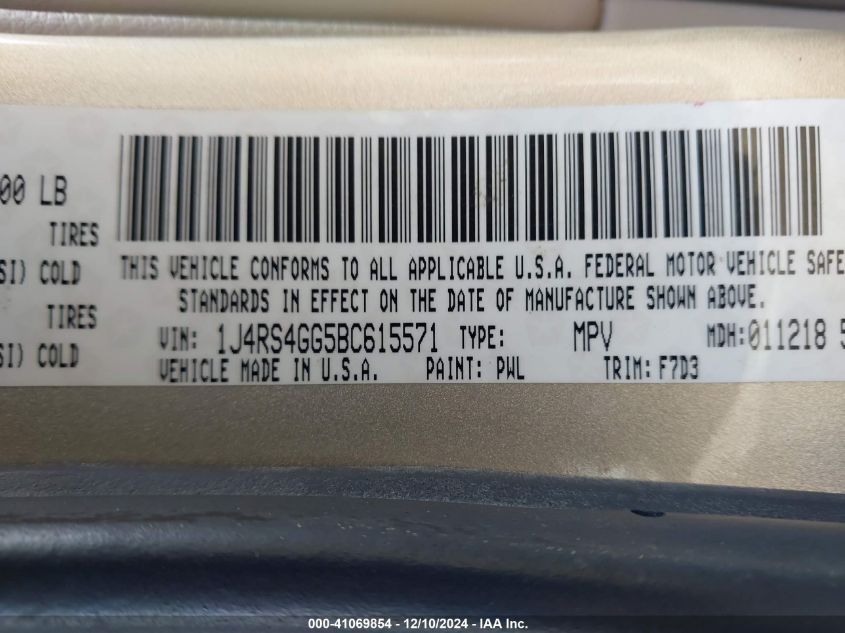 00 LB
TIRES
SI) COLD
TIRES
SI) COLD
THIS VEHICLE CONFORMS TO ALL APPLICABLE U.S.A. FEDERAL MOTOR VEHICLE SAFE
STANDARDS IN EFFECT ON THE DATE OF MANUFACTURE SHOWN ABOVE.
VIN: 1J4RS4GG5BC615571 TYPE: MPV MDH:011218 5
VEHICLE MADE IN U.S.A. PAINT: PWL TRIM: F7D3
000-41069854 - 12/10/2024 - IAA Inc.